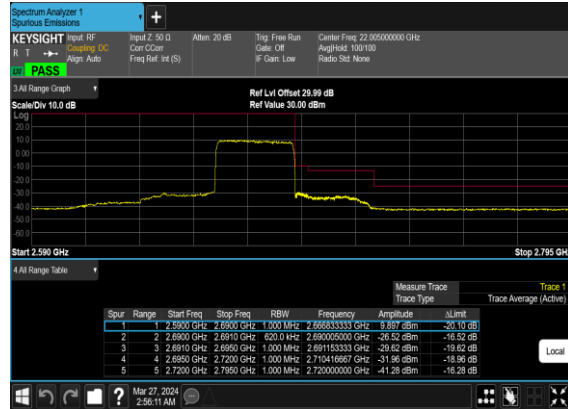 Spectrum Analyzer 1
Spurious Emissions
KEYSIGHT
R T
PASS
Input: RF
Coupling: DC
Align: Auto
Input Z: 50 Ω
Corr CCorr
Freq Ref: Int (S)
Atten: 20 dB
Trig: Free Run
Gate: Off
IF Gain: Low
Center Freq: 22.005000000 GHz
Avg|Hold: 100/100
Radio Std: None
3 All Range Graph
Scale/Div 10.0 dB
Ref Lvl Offset 29.99 dB
Ref Value 30.00 dBm
Log
20.0
10.0
0.00
-10.0
-20.0
-30.0
-40.0
-50.0
-60.0
Start 2.590 GHz
Stop 2.795 GH
4 All Range Table
Measure Trace Trace 1
Trace Type Trace Average (Active)
Spur Range Start Freq Stop Freq RBW Frequency Amplitude ΔLimit
1 1 2.5900 GHz 2.6900 GHz 1.000 MHz 2.666833333 GHz 9.897 dBm -20.10 dB
2 2 2.6900 GHz 2.6910 GHz 620.0 kHz 2.690005000 GHz -26.52 dBm -16.52 dB
3 3 2.6910 GHz 2.6950 GHz 1.000 MHz 2.691153333 GHz -29.62 dBm -19.62 dB
4 4 2.6950 GHz 2.7200 GHz 1.000 MHz 2.710416667 GHz -31.96 dBm -18.96 dB
5 5 2.7200 GHz 2.7950 GHz 1.000 MHz 2.720000000 GHz -41.28 dBm -16.28 dB
Local
?
Mar 27, 2024
2:56:11 AM